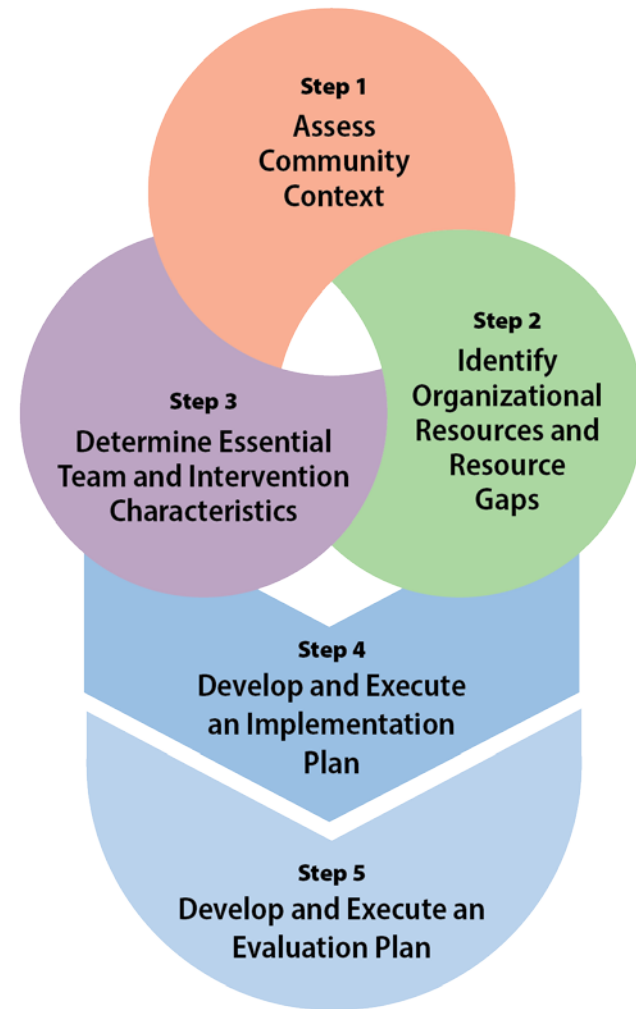 Step 1
Assess
Community
Context
Step 2
Identify
Organizational
Resources and
Resource
Gaps
Step 3
Determine Essential
Team and Intervention
Characteristics
Step 4
Develop and Execute
an Implementation
Plan
Step 5
Develop and Execute an
Evaluation Plan